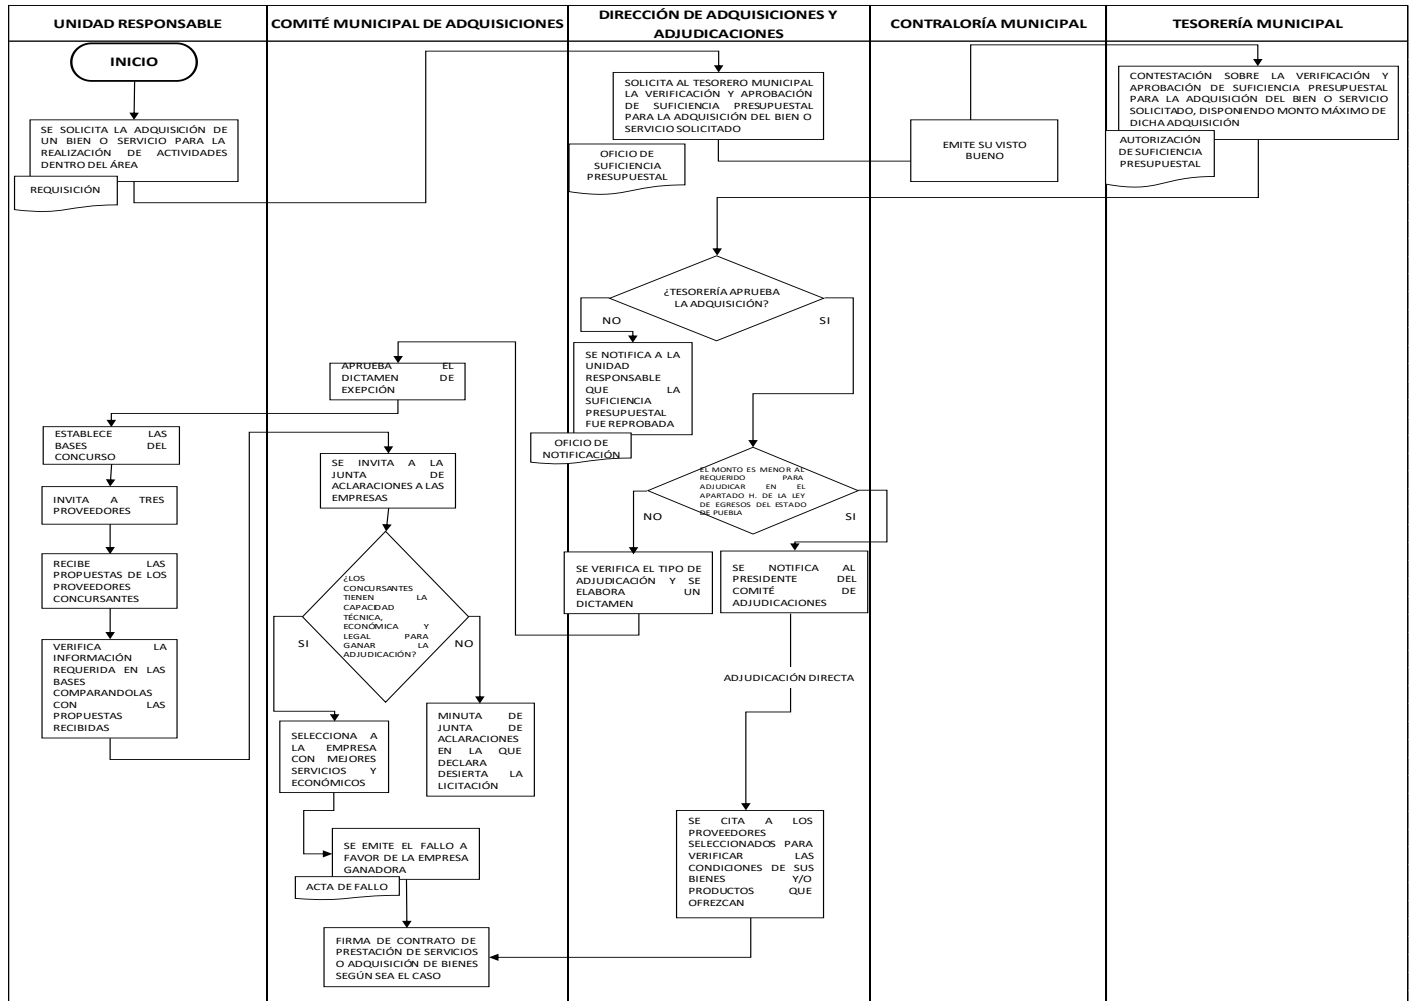 UNIDAD RESPONSABLE
COMITÉ MUNICIPAL DE ADQUISICIONES
DIRECCIÓN DE ADQUISICIONES Y
ADJUDICACIONES
CONTRALORÍA MUNICIPAL
TESORERÍA MUNICIPAL
INICIO
SE SOLICITA LA ADQUISICIÓN DE
UN BIEN O SERVICIO PARA LA
REALIZACIÓN DE ACTIVIDADES
DENTRO DEL ÁREA
REQUISICIÓN
SOLICITA AL TESORERO MUNICIPAL
LA VERIFICACIÓN Y APROBACIÓN
DE SUFICIENCIA PRESUPUESTAL
PARA LA ADQUISICIÓN DEL BIEN O
SERVICIO SOLICITADO
OFICIO DE
SUFICIENCIA
PRESUPUESTAL
EMITE SU VISTO
BUENO
CONTESTACIÓN SOBRE LA VERIFICACIÓN Y
APROBACIÓN DE SUFICIENCIA PRESUPUESTAL
PARA LA ADQUISICIÓN DEL BIEN O SERVICIO
SOLICITADO, DISPONIENDO MONTO MÁXIMO DE
DICHA ADQUISICIÓN
AUTORIZACIÓN
DE SUFICIENCIA
PRESUPUESTAL
¿TESORERÍA APRUEBA
LA ADQUISICIÓN?
NO
SI
SE NOTIFICA A LA
UNIDAD
RESPONSABLE
QUE LA
SUFICIENCIA
PRESUPUESTAL
FUE REPROBADA
OFICIO DE
NOTIFICACIÓN
APRUEBA EL
DICTAMEN DE
EXEPCIÓN
ESTABLECE LAS
BASES DEL
CONCURSO
INVITA A TRES
PROVEEDORES
RECIBE LAS
PROPUESTAS DE LOS
PROVEEDORES
CONCURSANTES
VERIFICA LA
INFORMACIÓN
REQUERIDA EN LAS
BASES
COMPARANDOLAS
CON LAS
PROPUESTAS
RECIBIDAS
SE INVITA A LA
JUNTA DE
ACLARACIONES A LAS
EMPRESAS
EL MONTO ES MENOR AL
REQUERIDO PARA
ADJUDICAR EN EL
APARTADO H. DE LA LEY
DE EGRESOS DEL ESTADO
DE PUEBLA
NO
SI
SE VERIFICA EL TIPO DE
ADJUDICACIÓN Y SE
ELABORA UN
DICTAMEN
SE NOTIFICA AL
PRESIDENTE DEL
COMITÉ DE
ADJUDICACIONES
¿LOS
CONCURSANTES
TIENEN LA
CAPACIDAD
TÉCNICA,
ECONÓMICA Y
LEGAL PARA
GANAR LA
ADJUDICACIÓN?
SI
NO
ADJUDICACIÓN DIRECTA
SELECCIONA A
LA EMPRESA
CON MEJORES
SERVICIOS Y
ECONÓMICOS
MINUTA DE
JUNTA DE
ACLARACIONES
EN LA QUE
DECLARA
DESIERTA LA
LICITACIÓN
SE EMITE EL FALLO A
FAVOR DE LA EMPRESA
GANADORA
ACTA DE FALLO
SE CITA A LOS
PROVEEDORES
SELECCIONADOS PARA
VERIFICAR LAS
CONDICIONES DE SUS
BIENES Y/O
PRODUCTOS QUE
OFREZCAN
FIRMA DE CONTRATO DE
PRESTACIÓN DE SERVICIOS
O ADQUISICIÓN DE BIENES
SEGÚN SEA EL CASO